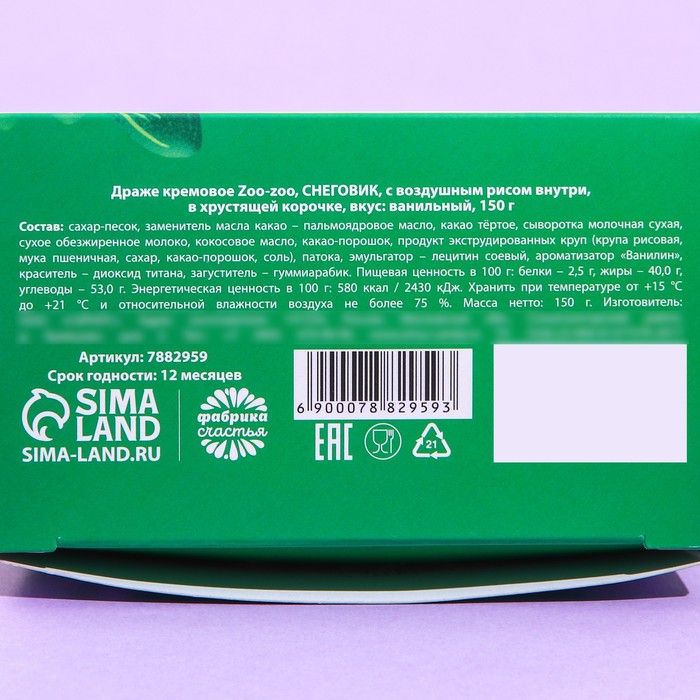 Драже кремовое Zoo-zoo, СНЕГОВИК, с воздушным рисом внутри,
в хрустящей корочке, вкус: ванильный, 150 г
Состав: сахар-песок, заменитель масла какао – пальмоядровое масло, какао тёртое, сыворотка молочная сухая,
сухое обезжиренное молоко, кокосовое масло, какао-порошок, продукт экструдированных круп (крупа рисовая,
мука пшеничная, сахар, какао-порошок, соль), патока, эмульгатор – лецитин соевый, ароматизатор «Ванилин»,
краситель – диоксид титана, загуститель – гуммиарабик. Пищевая ценность в 100 г: белки – 2,5 г, жиры – 40,0 г,
углеводы – 53,0 г. Энергетическая ценность в 100 г: 580 ккал / 2430 кДж. Хранить при температуре от +15 °С
до +21 °С и относительной влажности воздуха не более 75 %. Масса нетто: 150 г. Изготовитель:
Артикул: 7882959
Срок годности: 12 месяцев
SIMA
LAND
SIMA-LAND.RU
фабрика
счастья
6 900078 829593
EAC
21